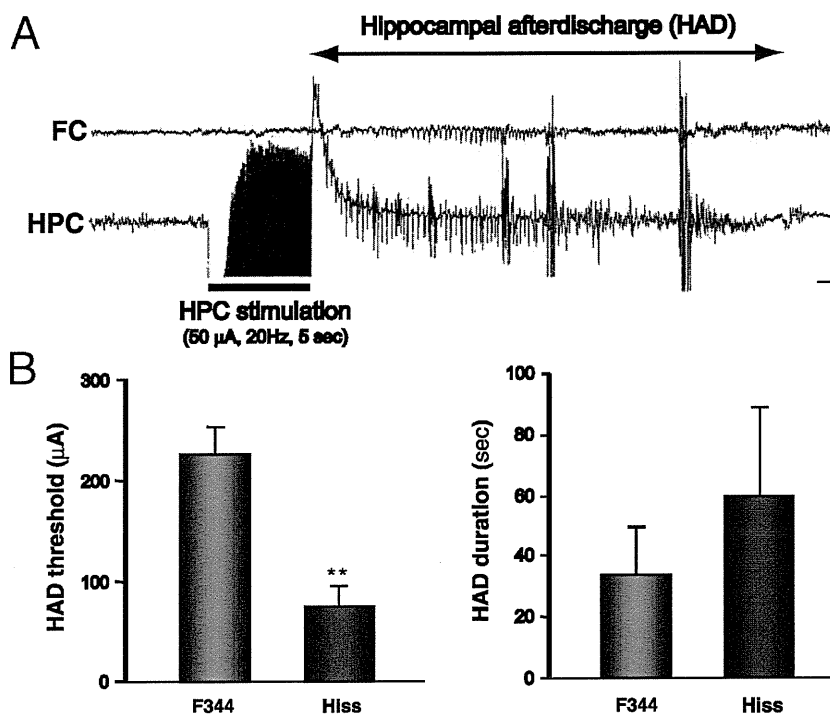 A
Hippocampal afterdischarge (HAD)
FC
HPC
HPC stimulation
(50 μA, 20Hz, 5 sec)
B
HAD threshold (μA)
300
200
100
0
**
F344
Hiss
HAD duration (sec)
100
80
60
40
20
0
F344
Hiss